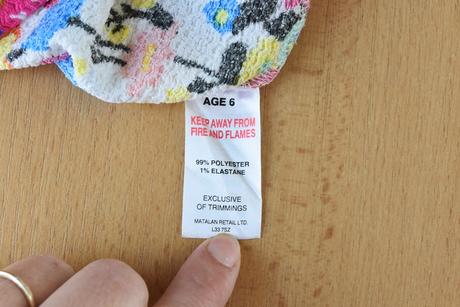 AGE 6
KEEP AWAY FROM
FIRE AND FLAMES
99% POLYESTER
1% ELASTANE
EXCLUSIVE
OF TRIMMINGS
MATALAN RETAIL LTD.
L33 7SZ